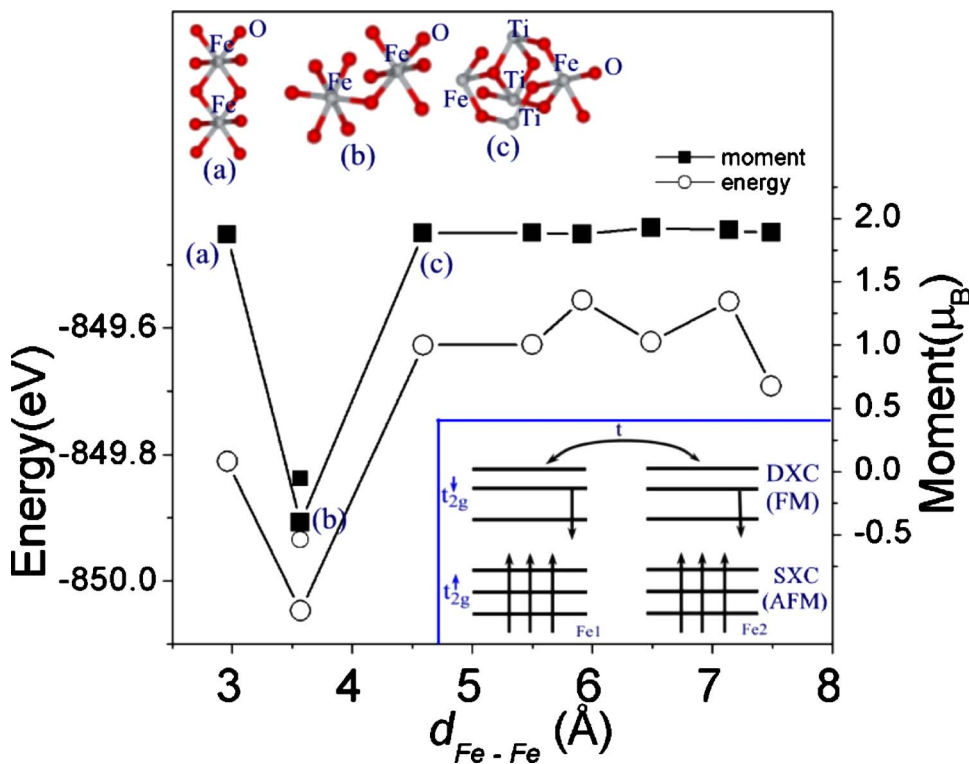 Fe O
Fe
(a)
Fe O
Fe
(b)
Ti
Fe O
Ti
Fe
Ti
(c)
moment
energy
(a)
(c)
(b)
Energy(eV)
-849.6
-849.8
-850.0
2.0
1.5
1.0
0.5
0.0
-0.5
Moment(μB)
t
t2g↓
DXC
(FM)
t2g↑
SXC
(AFM)
Fe1 Fe2
3 4 5 6 7 8
dFe - Fe (Å)